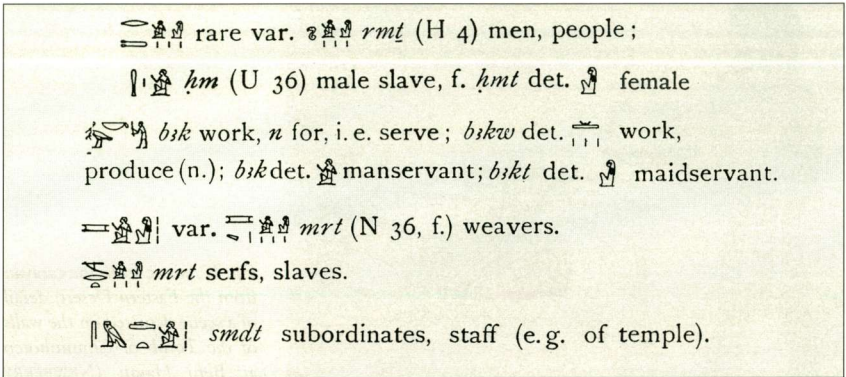 rare var. rmṯ (H 4) men, people;
ḥm (U 36) male slave, f. ḥmt det. female
bꜣk work, n for, i.e. serve; bꜣkw det. work,
produce (n.); bꜣk det. manservant; bꜣkt det. maidservant.
var. mrt (N 36, f.) weavers.
mrt serfs, slaves.
smdt subordinates, staff (e.g. of temple).